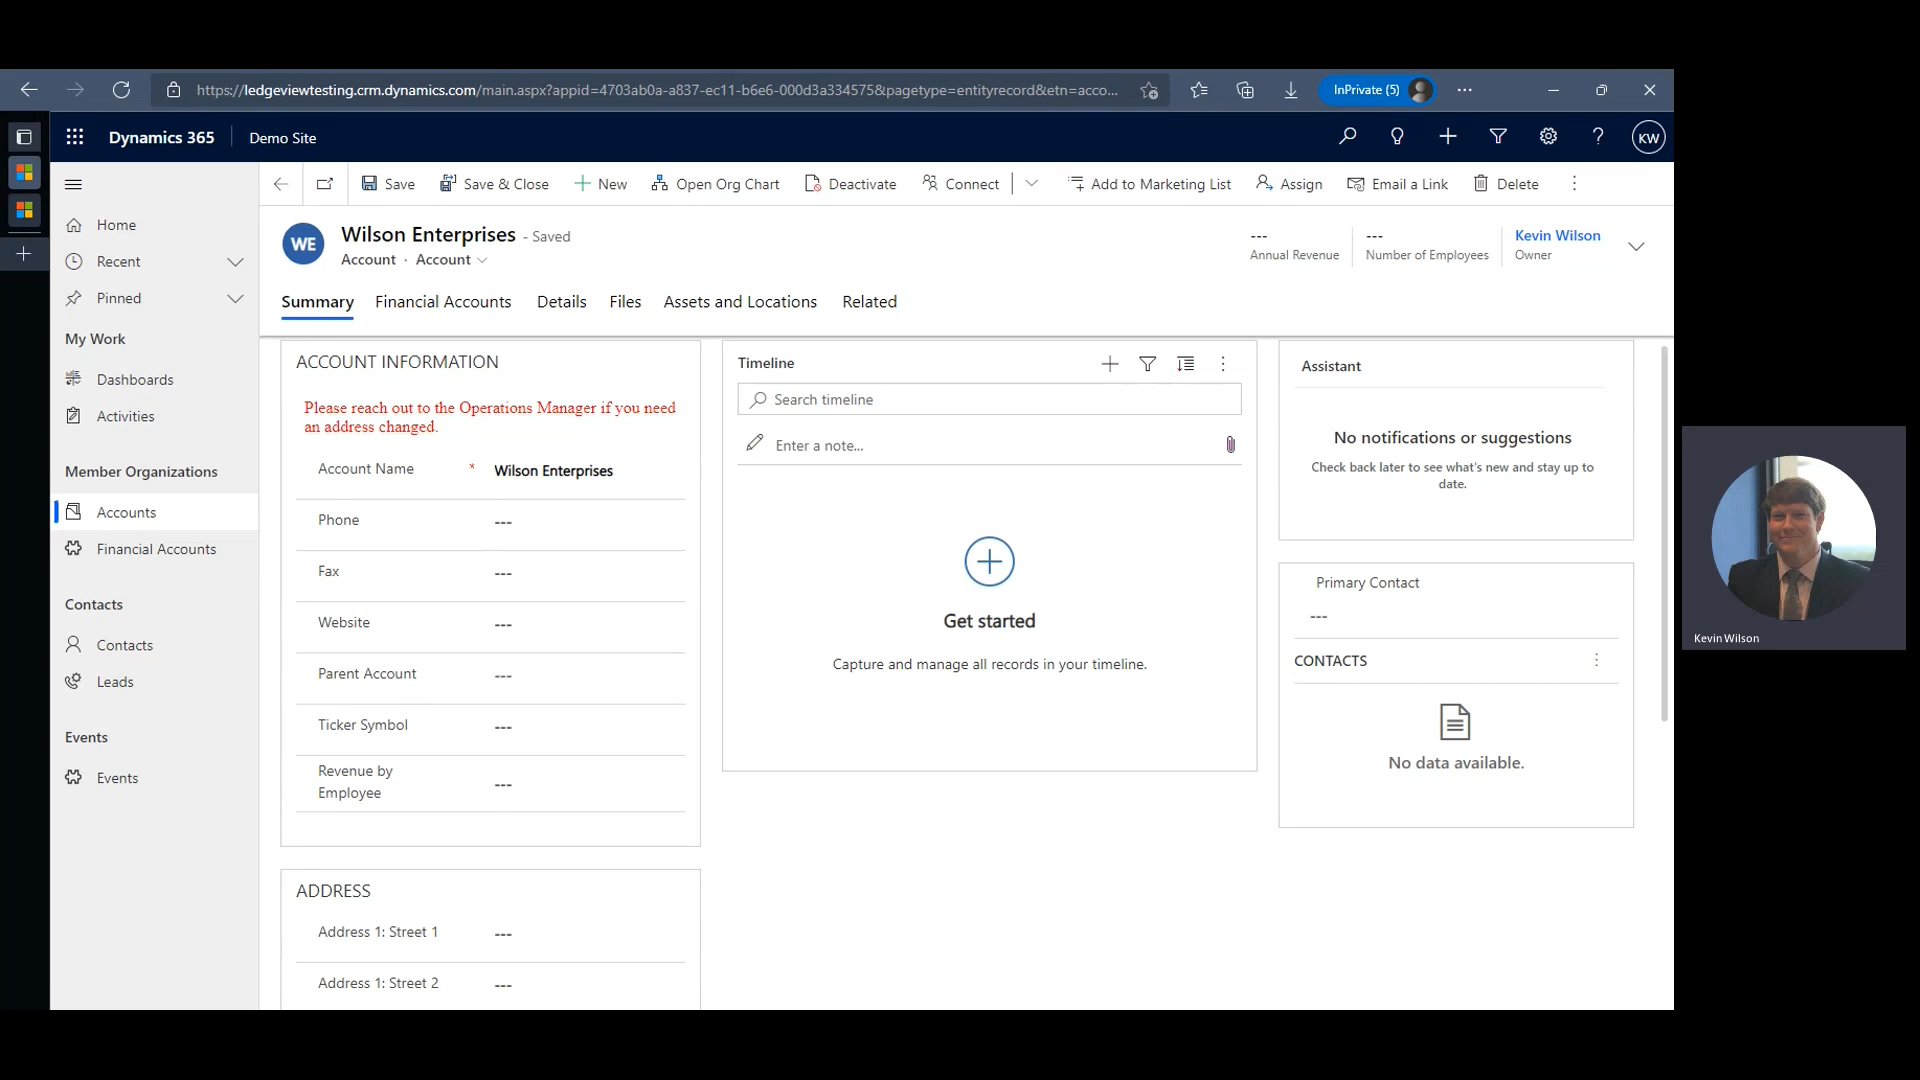 https://ledgeviewtesting.crm.dynamics.com/main.aspx?appid=4703ab0a-a837-ec11-b6e6-000d3a334575&pagetype=entityrecord&etn=acco...
InPrivate (5)
Dynamics 365
Demo Site
KW
Save
Save & Close
New
Open Org Chart
Deactivate
Connect
Add to Marketing List
Assign
Email a Link
Delete
Home
Recent
Pinned
My Work
Dashboards
Activities
Member Organizations
Accounts
Financial Accounts
Contacts
Contacts
Leads
Events
Events
WE
Wilson Enterprises - Saved
Account · Account
---
Annual Revenue
---
Number of Employees
Kevin Wilson
Owner
Summary
Financial Accounts
Details
Files
Assets and Locations
Related
ACCOUNT INFORMATION
Please reach out to the Operations Manager if you need
an address changed.
Account Name * Wilson Enterprises
Phone ---
Fax ---
Website ---
Parent Account ---
Ticker Symbol ---
Revenue by
Employee ---
ADDRESS
Address 1: Street 1 ---
Address 1: Street 2 ---
Timeline
Search timeline
Enter a note...
Get started
Capture and manage all records in your timeline.
Assistant
No notifications or suggestions
Check back later to see what's new and stay up to
date.
Primary Contact
---
CONTACTS
No data available.
Kevin Wilson